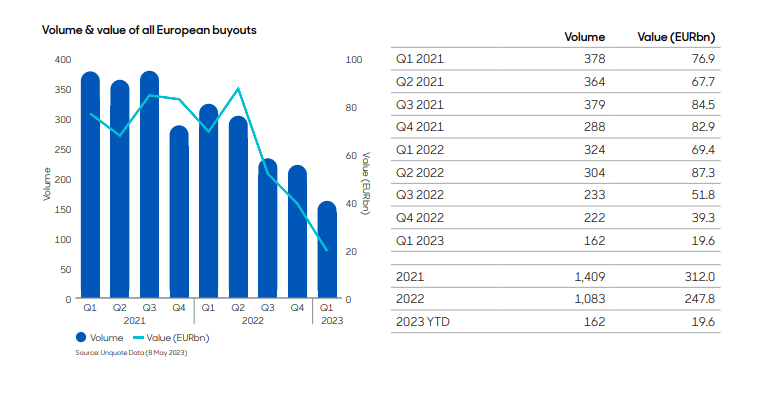 Volume & value of all European buyouts
400
350
300
250
200
150
100
50
0
Volume
100
80
60
40
20
0
Value (EURbn)
Q1 Q2 Q3 Q4 Q1 Q2 Q3 Q4 Q1
2021 2022 2023
Volume Value (EURbn)
Source: Unquote Data (8 May 2023)
Volume Value (EURbn)
Q1 2021 378 76.9
Q2 2021 364 67.7
Q3 2021 379 84.5
Q4 2021 288 82.9
Q1 2022 324 69.4
Q2 2022 304 87.3
Q3 2022 233 51.8
Q4 2022 222 39.3
Q1 2023 162 19.6
2021 1,409 312.0
2022 1,083 247.8
2023 YTD 162 19.6